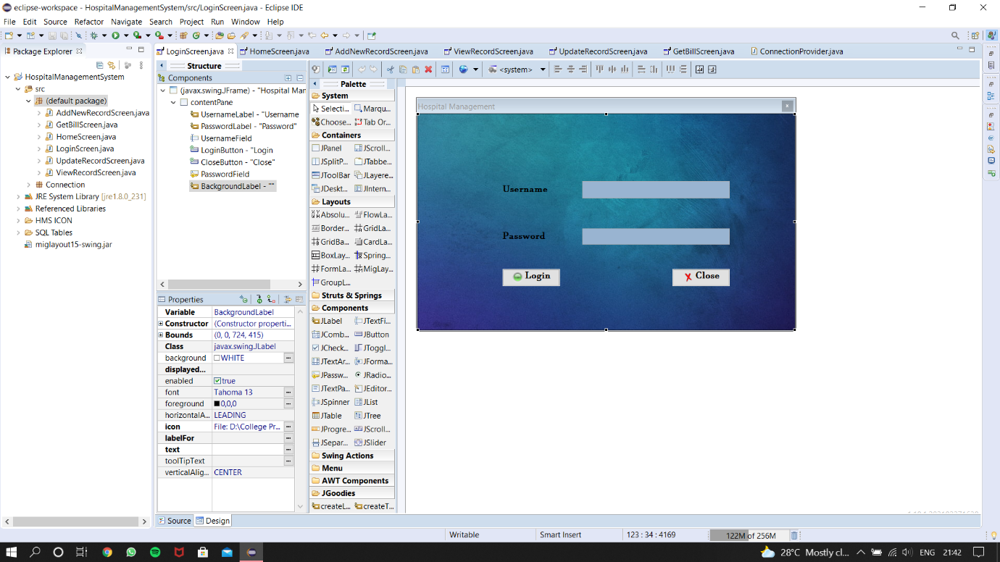 eclipse-workspace - HospitalManagementSystem/src/LoginScreen.java - Eclipse IDE
File Edit Source Refactor Navigate Search Project Run Window Help
Package Explorer
LoginScreen.java HomeScreen.java AddNewRecordScreen.java ViewRecordScreen.java UpdateRecordScreen.java GetBillScreen.java ConnectionProvider.java
HospitalManagementSystem
src
(default package)
AddNewRecordScreen.java
GetBillScreen.java
HomeScreen.java
LoginScreen.java
UpdateRecordScreen.java
ViewRecordScreen.java
Connection
JRE System Library [jre1.8.0_231]
Referenced Libraries
HMS ICON
SQL Tables
miglayout15-swing.jar
Structure
Components
(javax.swingJFrame) - "Hospital Mar
contentPane
UsernameLabel - "Username
PasswordLabel - "Password"
UsernameField
LoginButton - "Login
CloseButton - "Close"
PasswordField
BackgroundLabel - ""
Properties
Variable BackgroundLabel
Constructor (Constructor properti...
Bounds (0, 0, 724, 415)
Class javax.swing.JLabel
background WHITE
displayed...
enabled true
font Tahoma 13
foreground 0,0,0
horizontalA... LEADING
icon File: D:\College Pr...
labelFor
text
toolTipText
verticalAlig... CENTER
<system>
Palette
System
Selecti... Marqu...
Choose... Tab Or...
Containers
JPanel JScroll...
JSplitP... JTabbe...
JToolBar JLayere...
JDeskt... JIntern...
Layouts
Absolu... FlowLa...
Border... GridLa...
GridBa... CardLa...
BoxLay... Spring...
FormLa... MigLay...
GroupL...
Struts & Springs
Components
JLabel JTextFi...
JComb... JButton
JCheck... JToggl...
JTextAr... JForma...
JPassw... JRadio...
JTextPa... JEditor...
JSpinner JList
JTable JTree
JProgre... JScroll...
JSepar... JSlider
Swing Actions
Menu
AWT Components
JGoodies
createL... createT...
Hospital Management
Username
Password
Login Close
Source Design
Writable Smart Insert 123 : 34 : 4169 122M of 256M
28°C Mostly cl... ENG 21:42